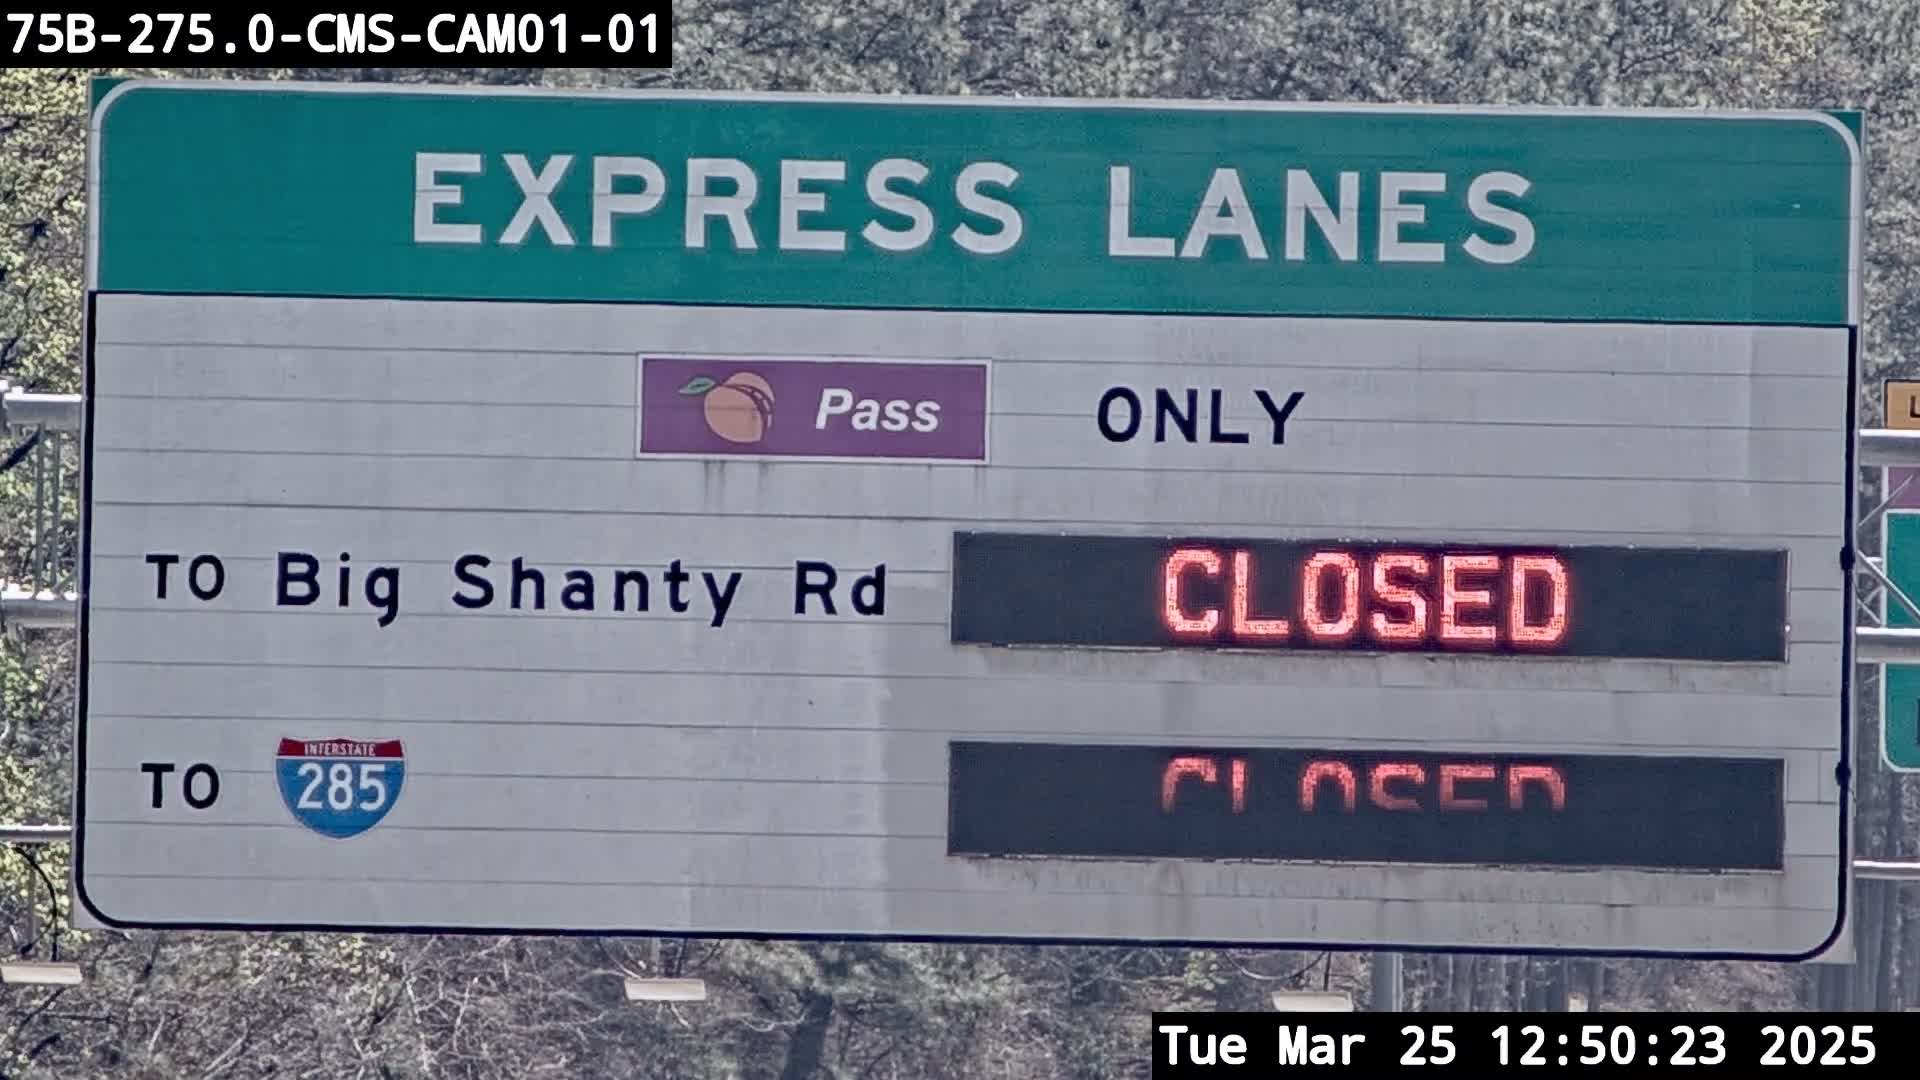 75B-275.0-CMS-CAM01-01
EXPRESS LANES
Pass ONLY
TO Big Shanty Rd CLOSED
INTERSTATE
TO 285 CLOSED
Tue Mar 25 12:50:23 2025